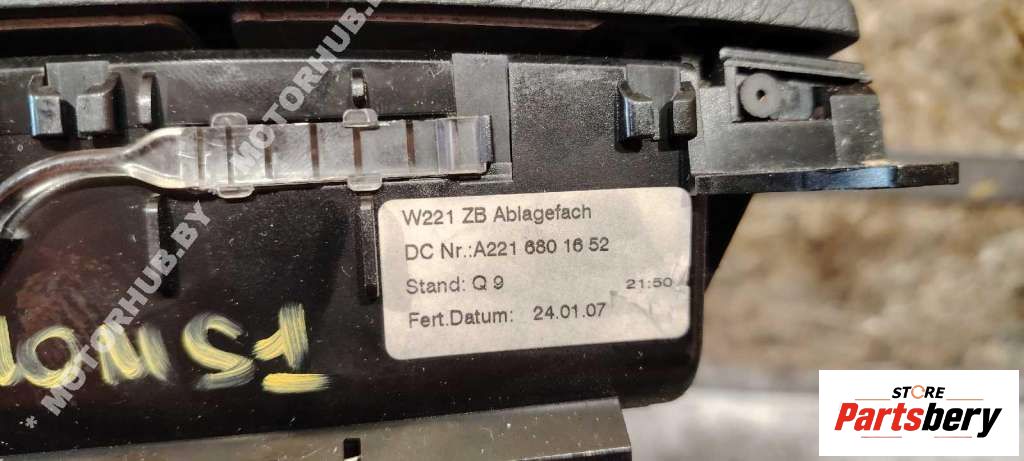 MOTORHUB.BY
W221 ZB Ablagefach
DC Nr.:A221 680 16 52
Stand: Q 9 21:50
Fert.Datum: 24.01.07
* MOTORHUB.BY
STORE
Partsbery